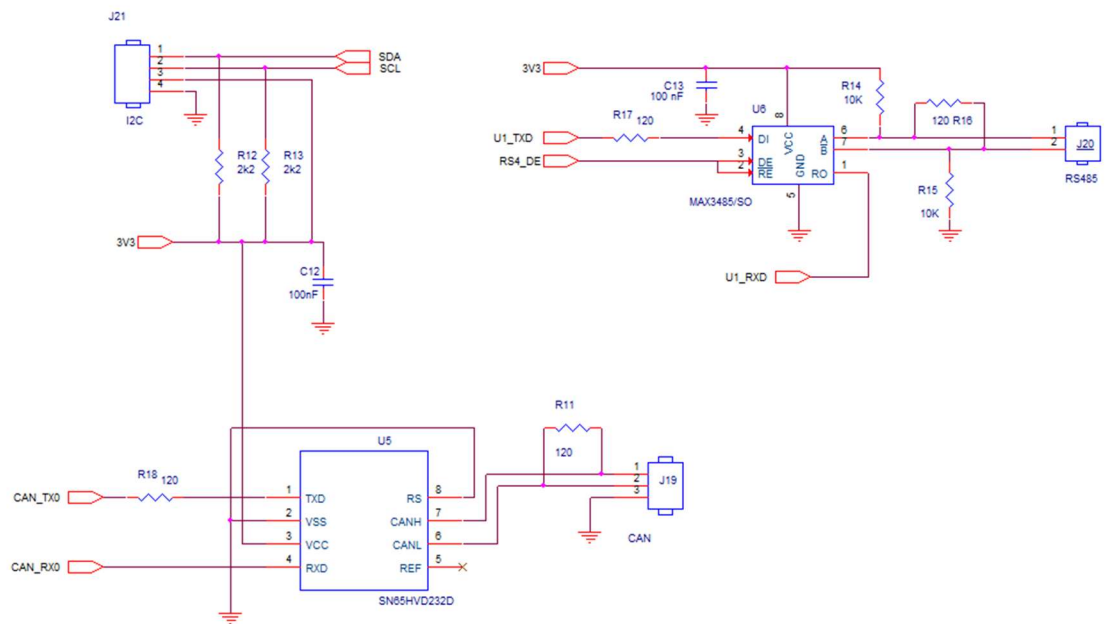 J21
1
2
3
4
SDA
SCL
I2C
R12
2k2
R13
2k2
3V3
C12
100nF
3V3
C13
100 nF
U6
R14
10K
R17
120
120 R16
U1_TXD
RS4_DE
4
3
2
8
DI
DE
RE
VCC
GND
A
B
RO
6
7
1
5
1
2
J20
RS485
MAX3485/SO
R15
10K
U1_RXD
R11
120
U5
R18
120
CAN_TX0
CAN_RX0
1
2
3
4
TXD
VSS
VCC
RXD
RS
CANH
CANL
REF
8
7
6
5
SN65HVD232D
1
2
3
J19
CAN